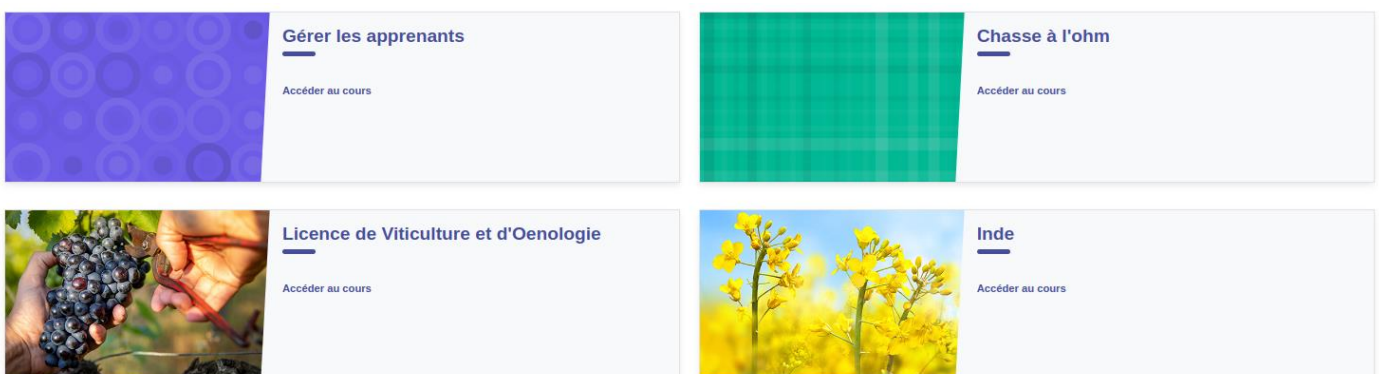 Gérer les apprenants
Accéder au cours
Chasse à l'ohm
Accéder au cours
Licence de Viticulture et d'Oenologie
Accéder au cours
Inde
Accéder au cours